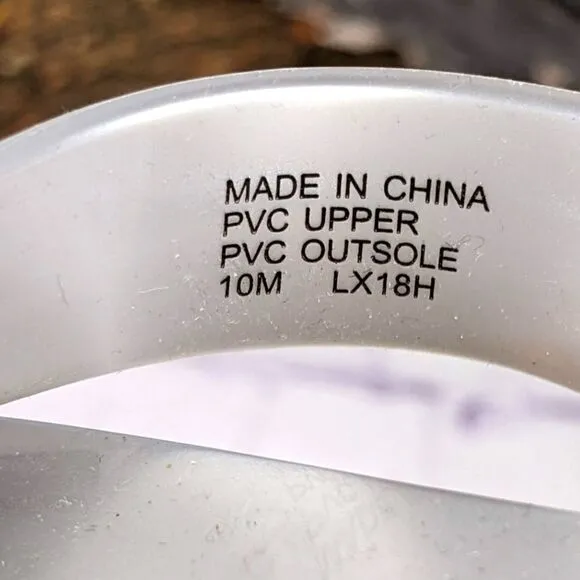 MADE IN CHINA
PVC UPPER
PVC OUTSOLE
10M LX18H